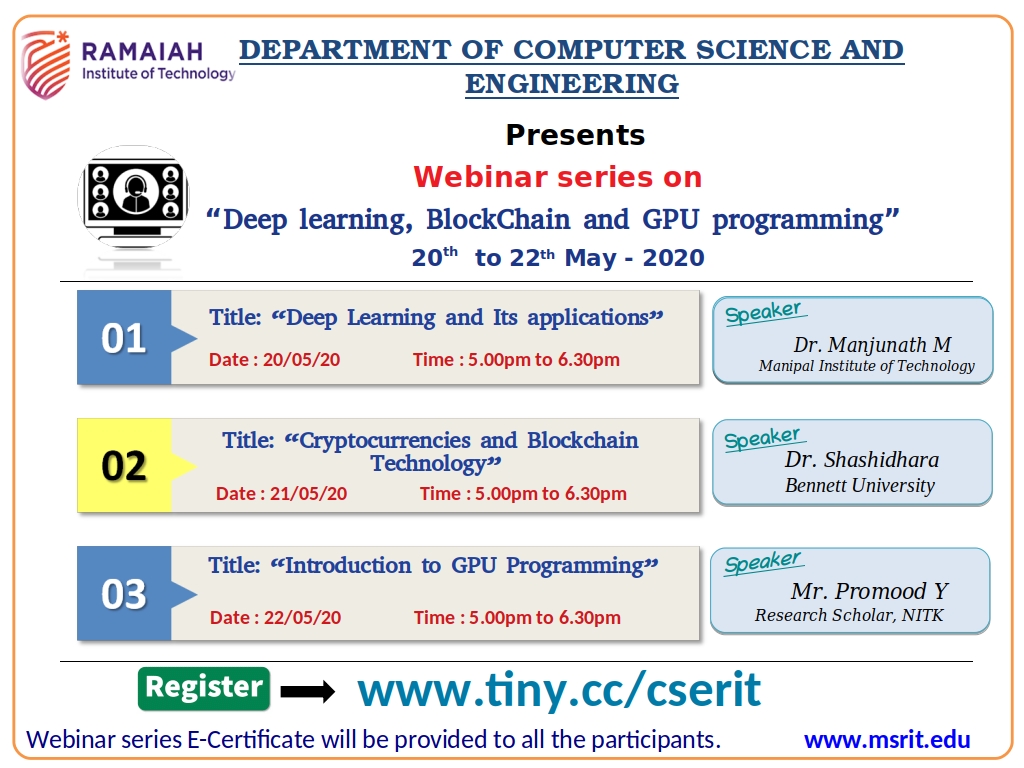 RAMAIAH
Institute of Technology
DEPARTMENT OF COMPUTER SCIENCE AND
ENGINEERING
Presents
Webinar series on
“Deep learning, BlockChain and GPU programming”
20th to 22th May - 2020
01
Title: “Deep Learning and Its applications”
Date : 20/05/20 Time : 5.00pm to 6.30pm
Speaker
Dr. Manjunath M
Manipal Institute of Technology
02
Title: “Cryptocurrencies and Blockchain
Technology”
Date : 21/05/20 Time : 5.00pm to 6.30pm
Speaker
Dr. Shashidhara
Bennett University
03
Title: “Introduction to GPU Programming”
Date : 22/05/20 Time : 5.00pm to 6.30pm
Speaker
Mr. Promood Y
Research Scholar, NITK
Register www.tiny.cc/cserit
Webinar series E-Certificate will be provided to all the participants. www.msrit.edu